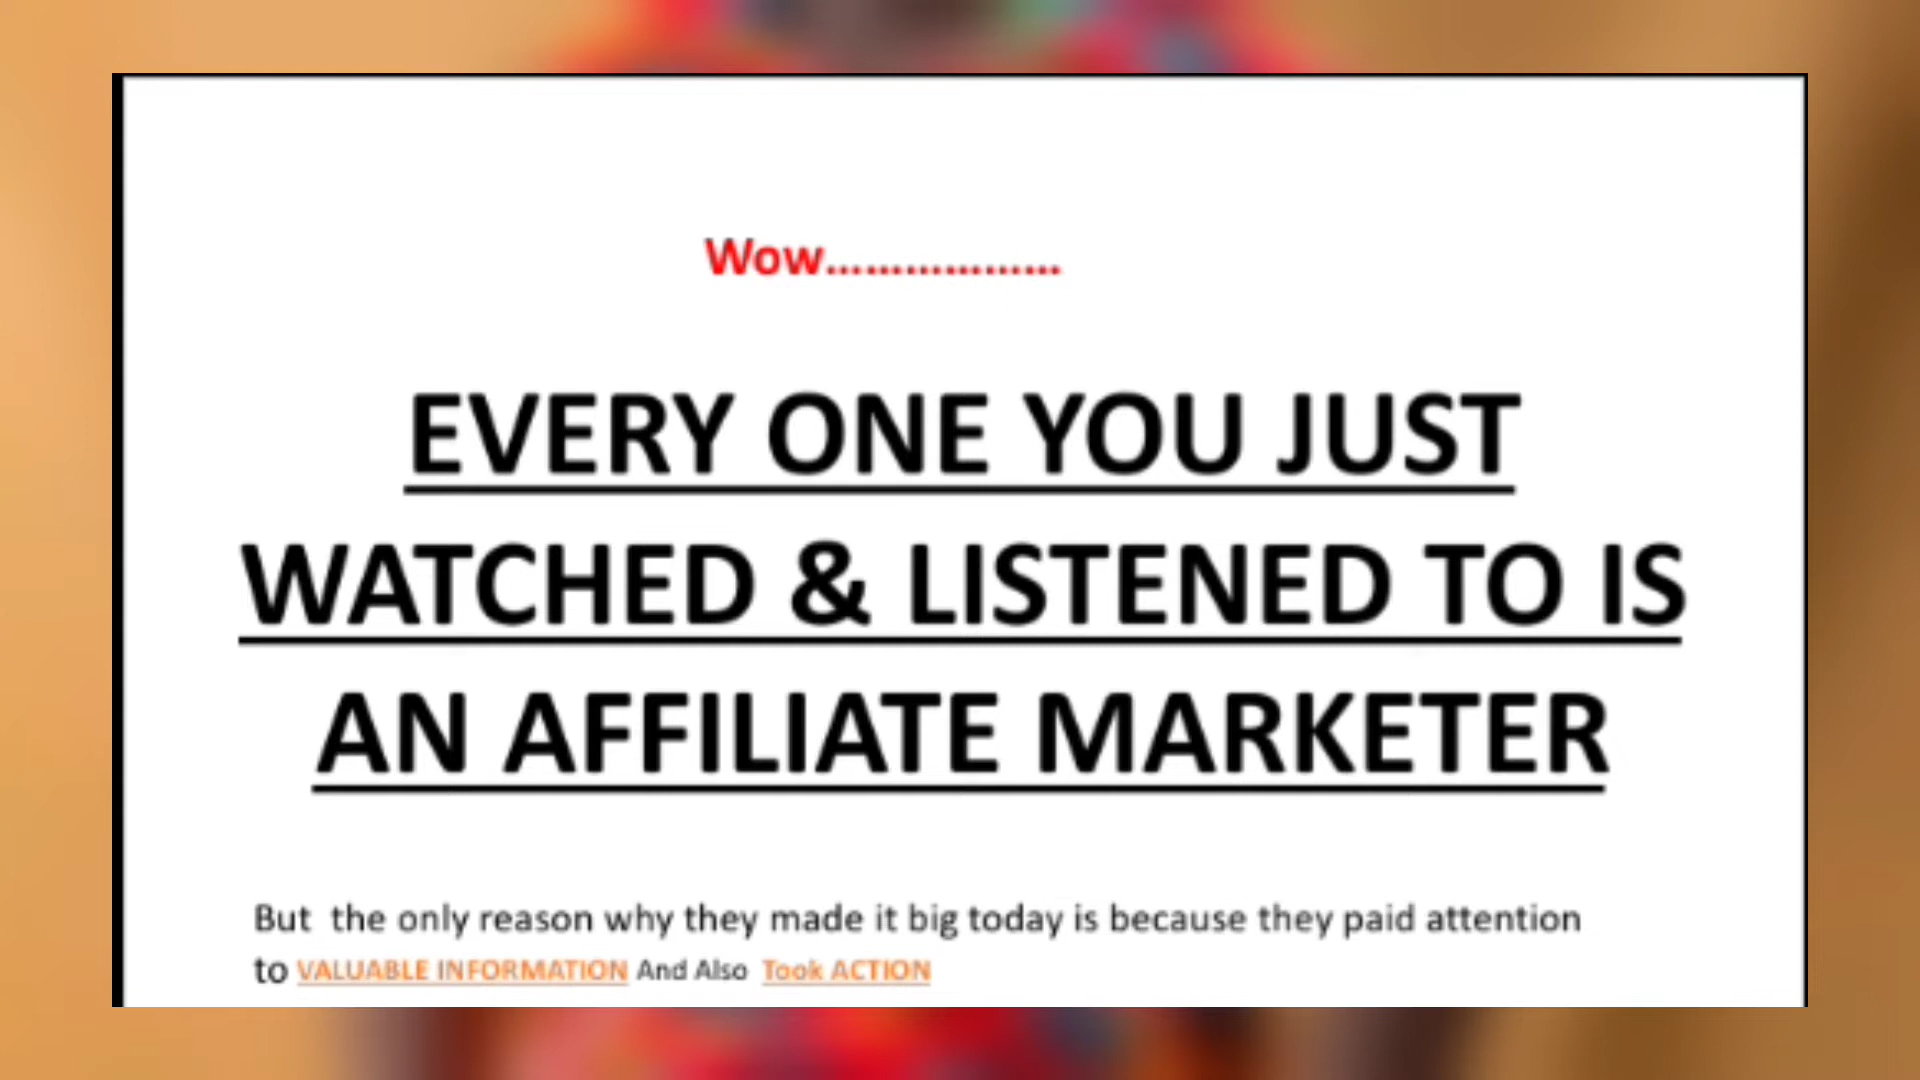 Wow..................
EVERY ONE YOU JUST
WATCHED & LISTENED TO IS
AN AFFILIATE MARKETER
But the only reason why they made it big today is because they paid attention
to VALUABLE INFORMATION And Also Took ACTION